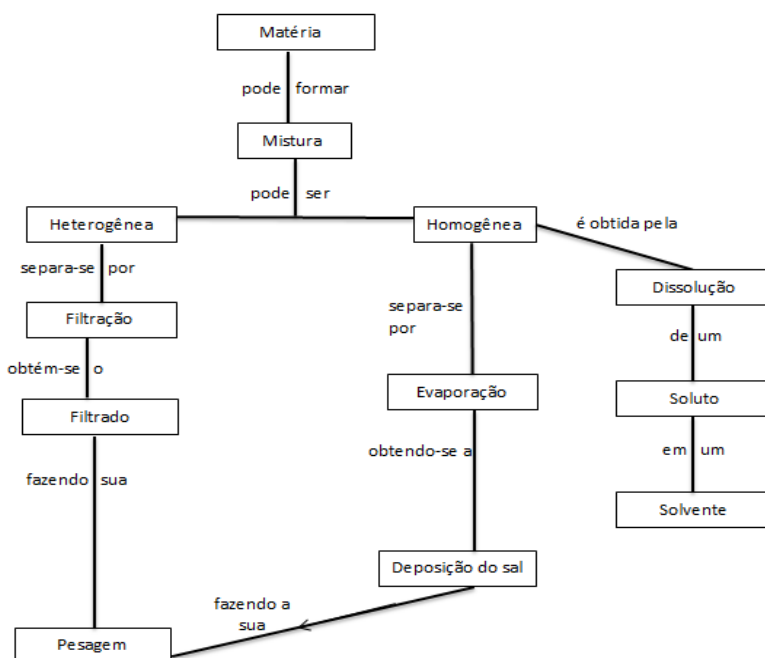 Matéria
pode formar
Mistura
pode ser
Heterogênea
Homogênea
é obtida pela
separa-se por
Dissolução
Filtração
separa-se
por
de um
obtém-se o
Evaporação
Soluto
Filtrado
obtendo-se a
em um
fazendo sua
Solvente
Deposição do sal
fazendo a
sua
Pesagem